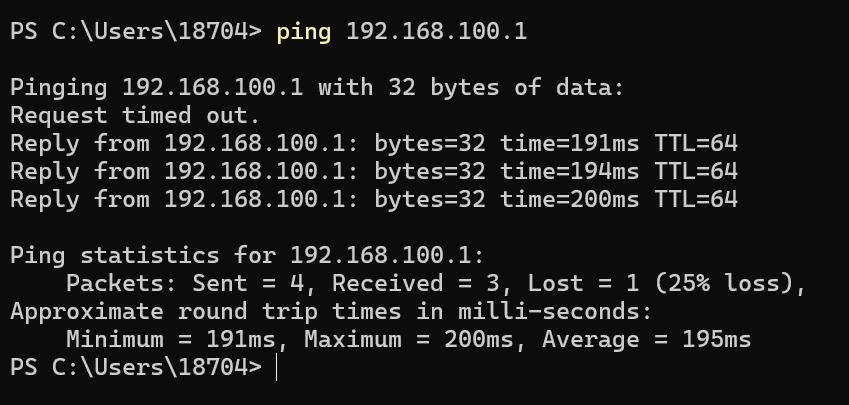 PS C:\Users\18704> ping 192.168.100.1
Pinging 192.168.100.1 with 32 bytes of data:
Request timed out.
Reply from 192.168.100.1: bytes=32 time=191ms TTL=64
Reply from 192.168.100.1: bytes=32 time=194ms TTL=64
Reply from 192.168.100.1: bytes=32 time=200ms TTL=64
Ping statistics for 192.168.100.1:
    Packets: Sent = 4, Received = 3, Lost = 1 (25% loss),
Approximate round trip times in milli-seconds:
    Minimum = 191ms, Maximum = 200ms, Average = 195ms
PS C:\Users\18704>